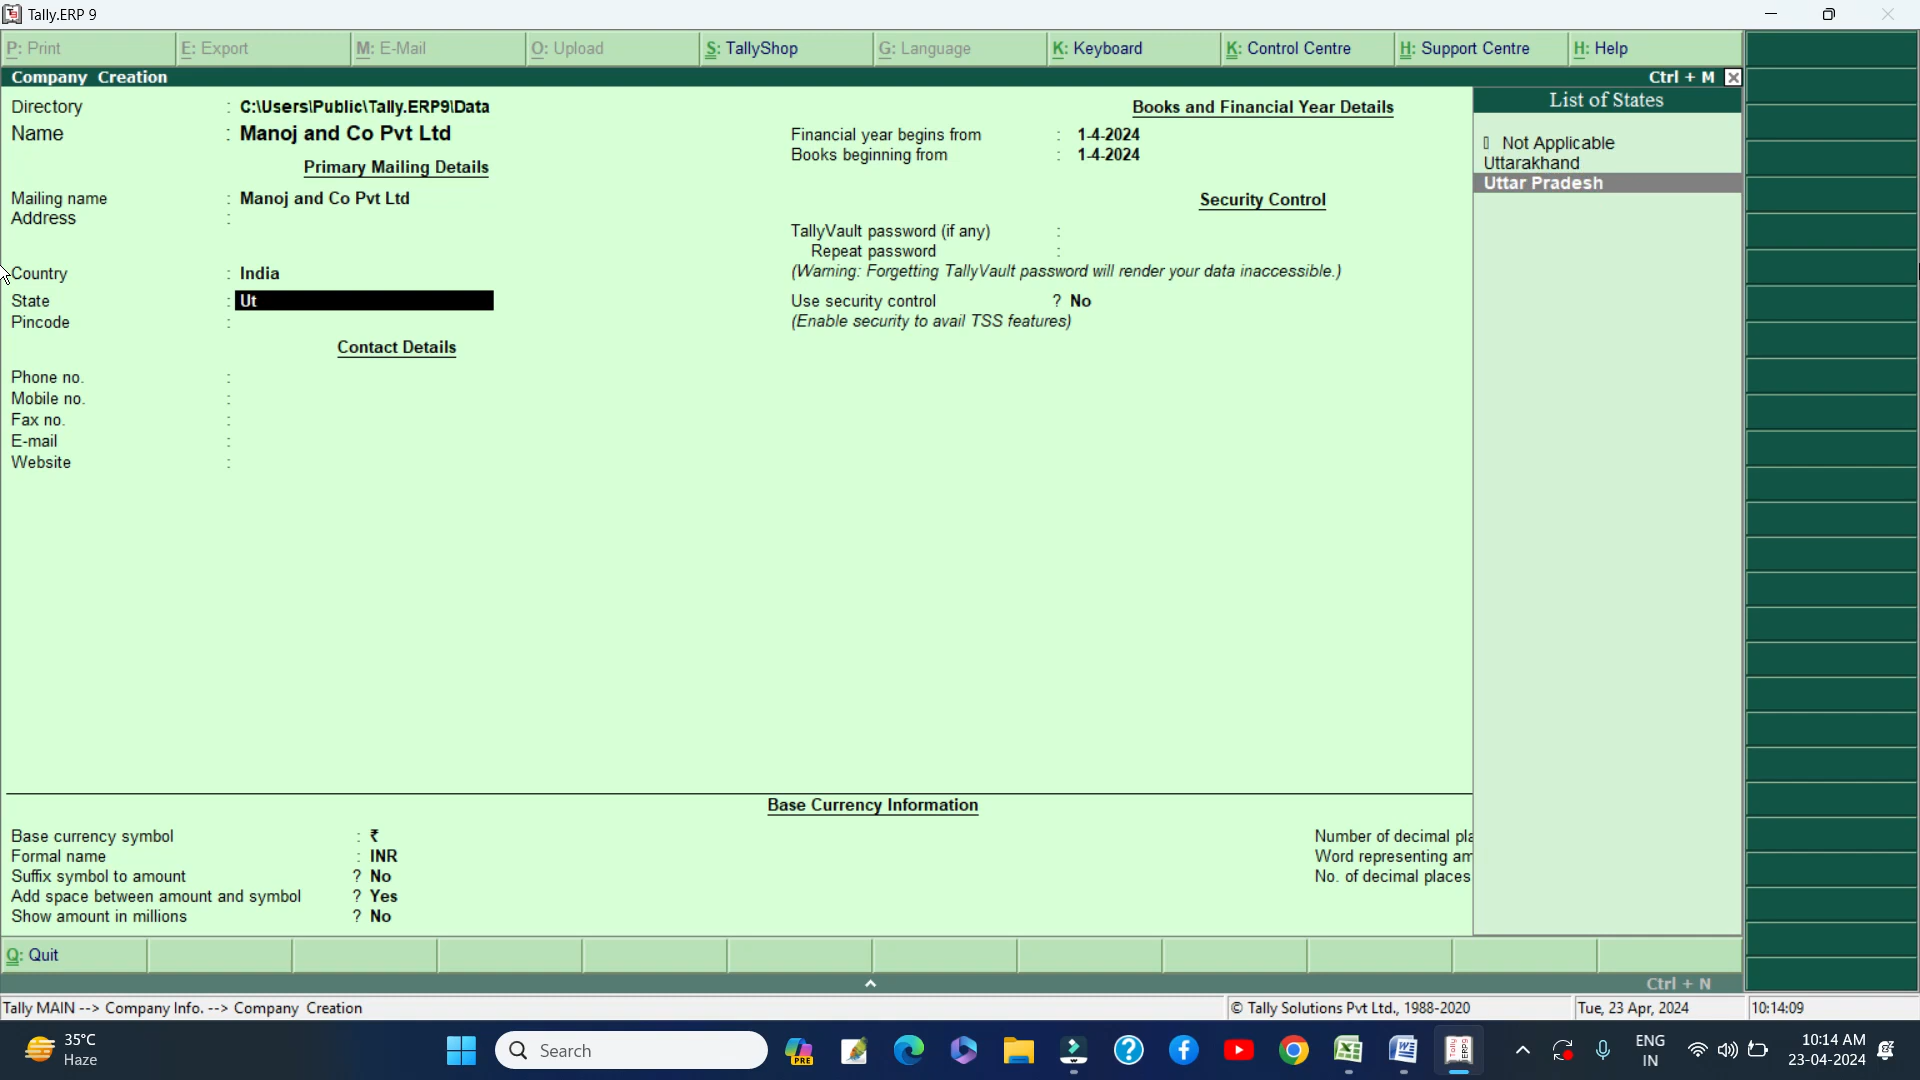 Tally.ERP 9
P: Print E: Export M: E-Mail O: Upload S: TallyShop G: Language K: Keyboard K: Control Centre H: Support Centre H: Help
Company Creation Ctrl + M
Directory : C:\Users\Public\Tally.ERP9\Data
Name : Manoj and Co Pvt Ltd
Primary Mailing Details
Mailing name : Manoj and Co Pvt Ltd
Address :
Country : India
State : Ut
Pincode :
Contact Details
Phone no. :
Mobile no. :
Fax no. :
E-mail :
Website :
Books and Financial Year Details
Financial year begins from : 1-4-2024
Books beginning from : 1-4-2024
Security Control
TallyVault password (if any) :
Repeat password :
(Warning: Forgetting TallyVault password will render your data inaccessible.)
Use security control ? No
(Enable security to avail TSS features)
List of States
Not Applicable
Uttarakhand
Uttar Pradesh
Base Currency Information
Base currency symbol : ₹
Formal name : INR
Suffix symbol to amount ? No
Add space between amount and symbol ? Yes
Show amount in millions ? No
Number of decimal pla
Word representing am
No. of decimal places
Q: Quit
Ctrl + N
Tally MAIN --> Company Info. --> Company Creation © Tally Solutions Pvt Ltd., 1988-2020 Tue, 23 Apr, 2024 10:14:09
35°C
Haze
Search
PRE
ENG
IN
10:14 AM
23-04-2024